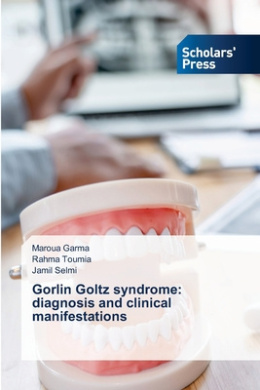 Scholars'
Press
Maroua Garma
Rahma Toumia
Jamil Selmi
Gorlin Goltz syndrome:
diagnosis and clinical
manifestations